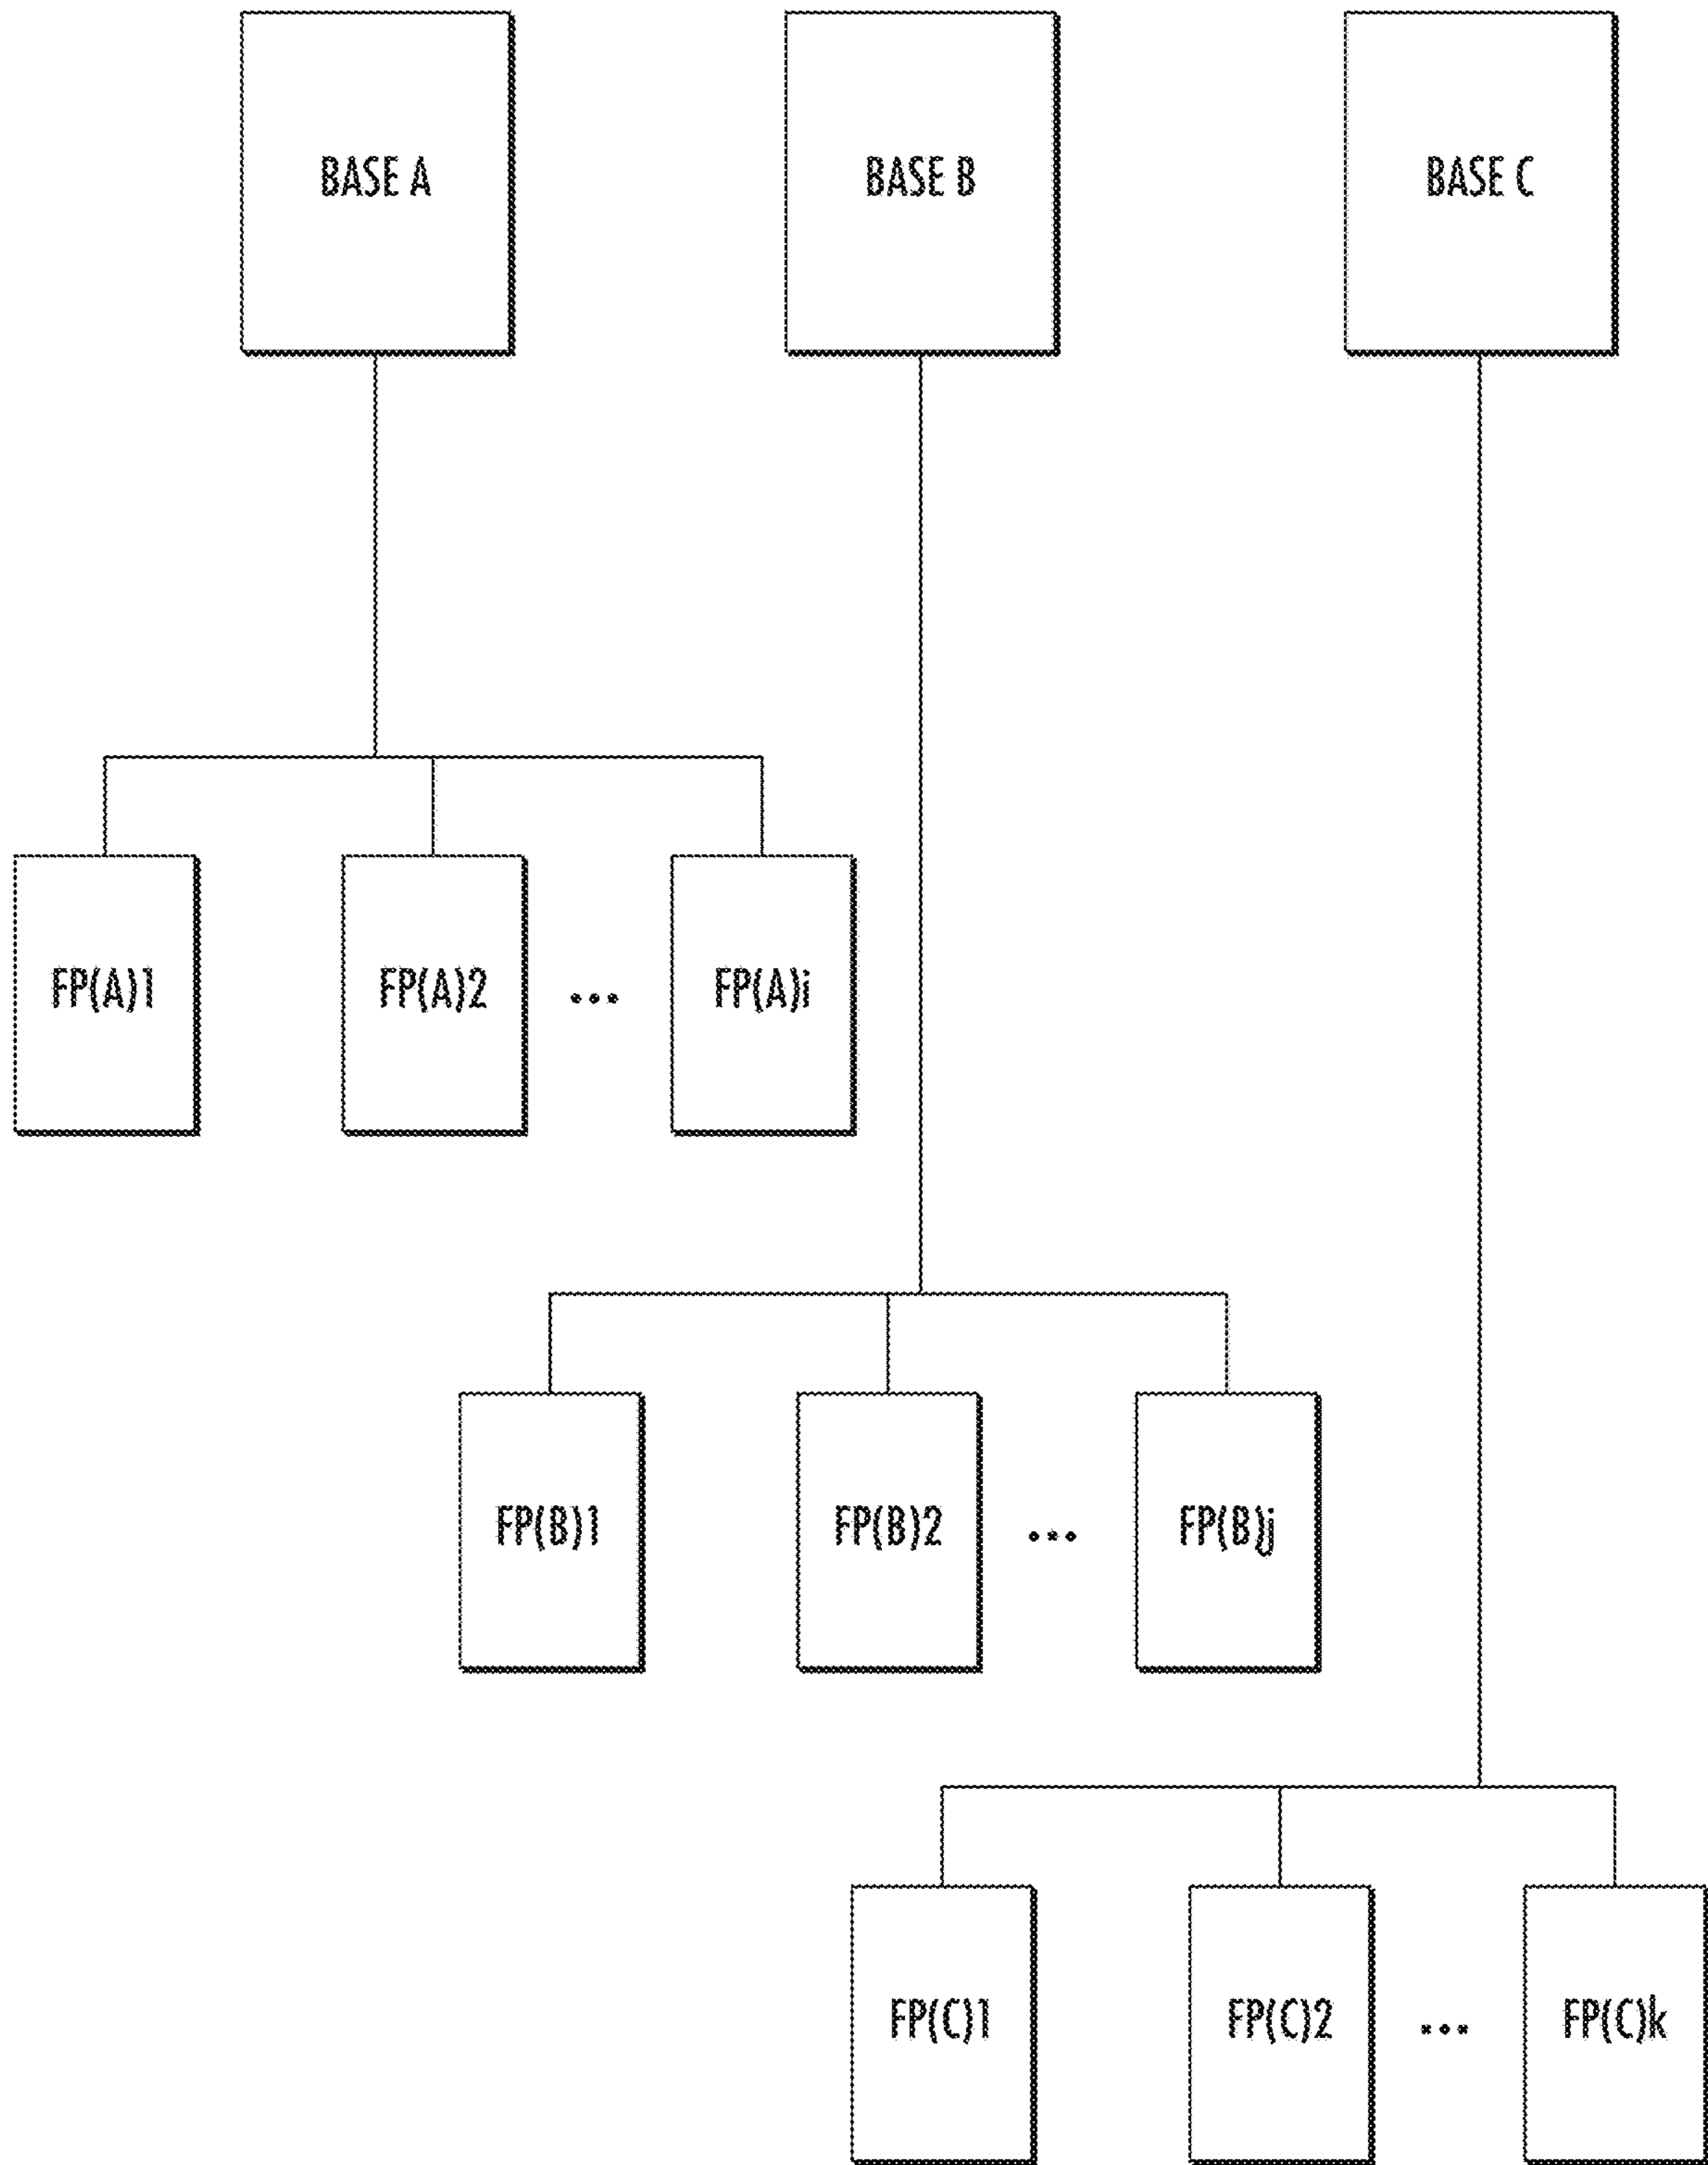 BASE A BASE B BASE C
FP(A)1 FP(A)2 ... FP(A)i
FP(B)1 FP(B)2 ... FP(B)j
FP(C)1 FP(C)2 ... FP(C)k